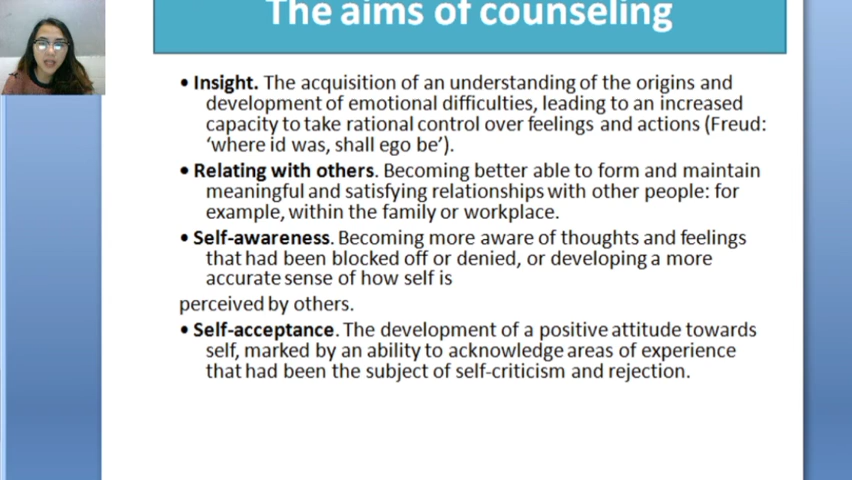 The aims of counseling
• Insight. The acquisition of an understanding of the origins and
development of emotional difficulties, leading to an increased
capacity to take rational control over feelings and actions (Freud:
‘where id was, shall ego be’).
• Relating with others. Becoming better able to form and maintain
meaningful and satisfying relationships with other people: for
example, within the family or workplace.
• Self-awareness. Becoming more aware of thoughts and feelings
that had been blocked off or denied, or developing a more
accurate sense of how self is
perceived by others.
• Self-acceptance. The development of a positive attitude towards
self, marked by an ability to acknowledge areas of experience
that had been the subject of self-criticism and rejection.